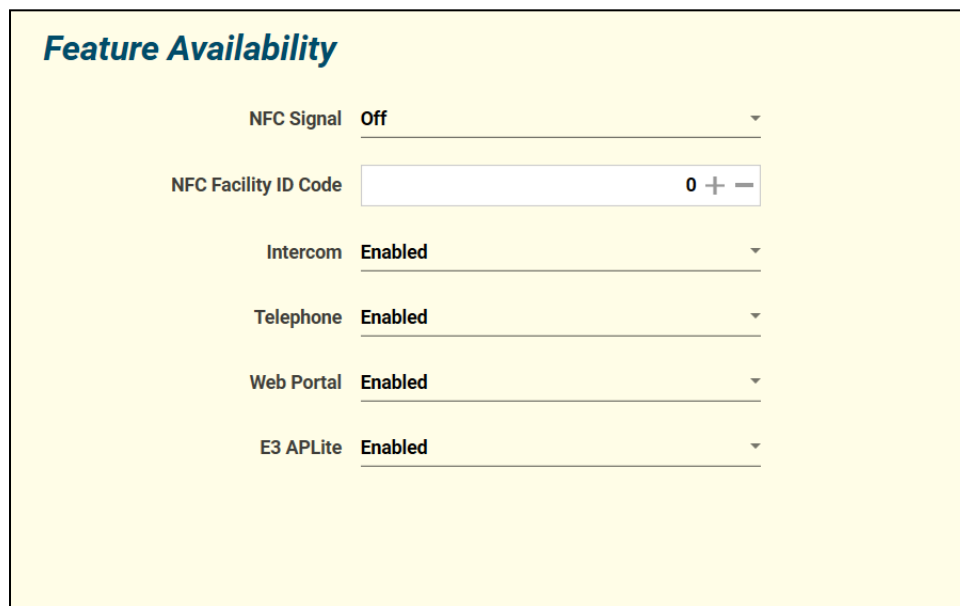 Feature Availability
NFC Signal Off
NFC Facility ID Code 0
Intercom Enabled
Telephone Enabled
Web Portal Enabled
E3 APLite Enabled